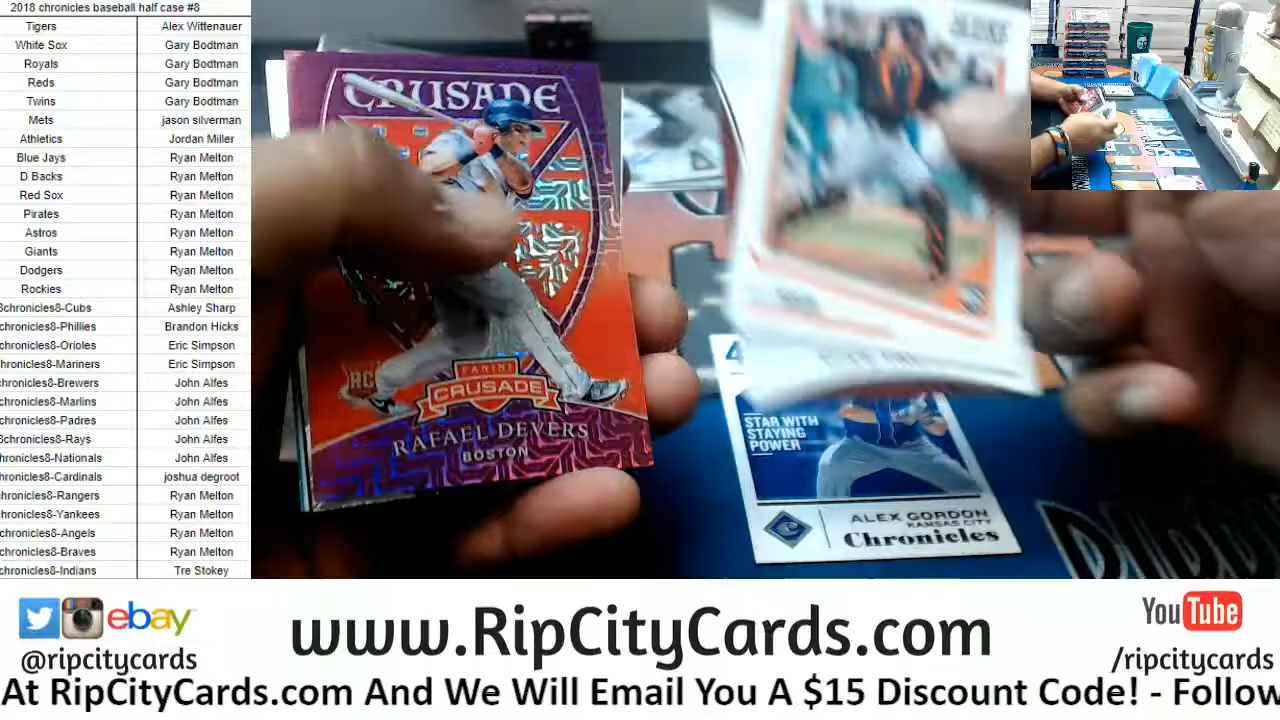 2018 chronicles baseball half case #8
Tigers Alex Wittenauer
White Sox Gary Bodtman
Royals Gary Bodtman
Reds Gary Bodtman
Twins Gary Bodtman
Mets jason silverman
Athletics Jordan Miller
Blue Jays Ryan Melton
D Backs Ryan Melton
Red Sox Ryan Melton
Pirates Ryan Melton
Astros Ryan Melton
Giants Ryan Melton
Dodgers Ryan Melton
Rockies Ryan Melton
8chronicles8-Cubs Ashley Sharp
chronicles8-Phillies Brandon Hicks
chronicles8-Orioles Eric Simpson
chronicles8-Mariners Eric Simpson
chronicles8-Brewers John Alfes
chronicles8-Marlins John Alfes
chronicles8-Padres John Alfes
8chronicles8-Rays John Alfes
chronicles8-Nationals John Alfes
chronicles8-Cardinals joshua degroot
chronicles8-Rangers Ryan Melton
chronicles8-Yankees Ryan Melton
chronicles8-Angels Ryan Melton
chronicles8-Braves Ryan Melton
chronicles8-Indians Tre Stokey
CRUSADE
RC
PANINI
CRUSADE
RAFAEL DEVERS
BOSTON
STAR WITH
STAYING
POWER
ALEX GORDON
KANSAS CITY
Chronicles
ebay
@ripcitycards
www.RipCityCards.com
YouTube
/ripcitycards
At RipCityCards.com And We Will Email You A $15 Discount Code! - Follow